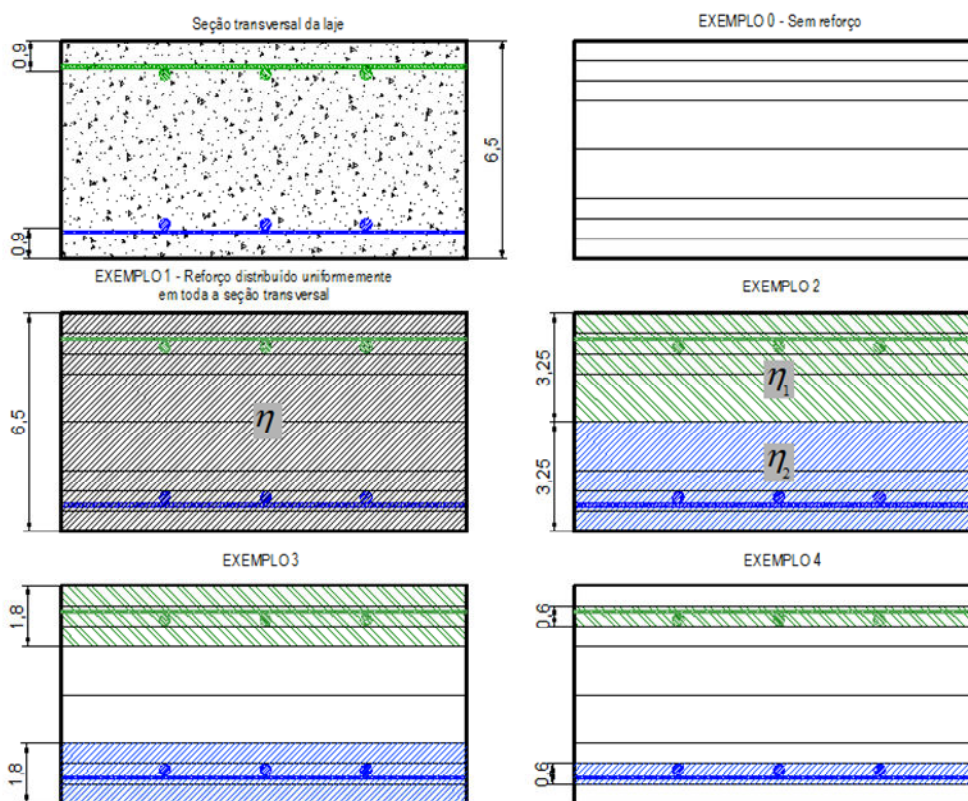 Seção transversal da laje
EXEMPLO 0 - Sem reforço
0,9
6,5
0,9
EXEMPLO 1 - Reforço distribuído uniformemente
em toda a seção transversal
EXEMPLO 2
6,5
η
3,25
η₁
3,25
η₂
EXEMPLO 3
EXEMPLO 4
1,8
0,6
1,8
0,6